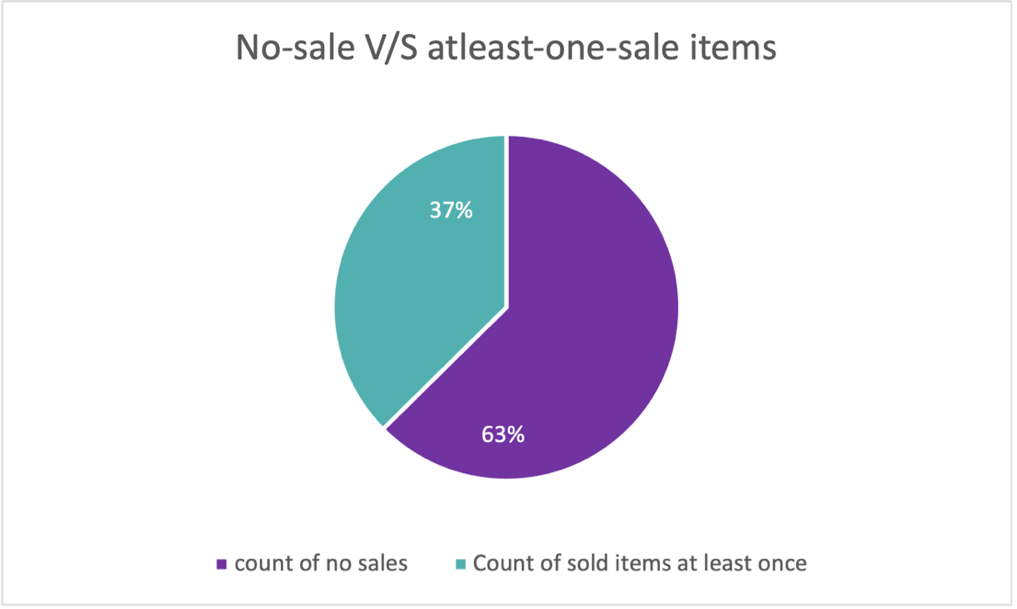 No-sale V/S atleast-one-sale items
37%
63%
count of no sales
Count of sold items at least once